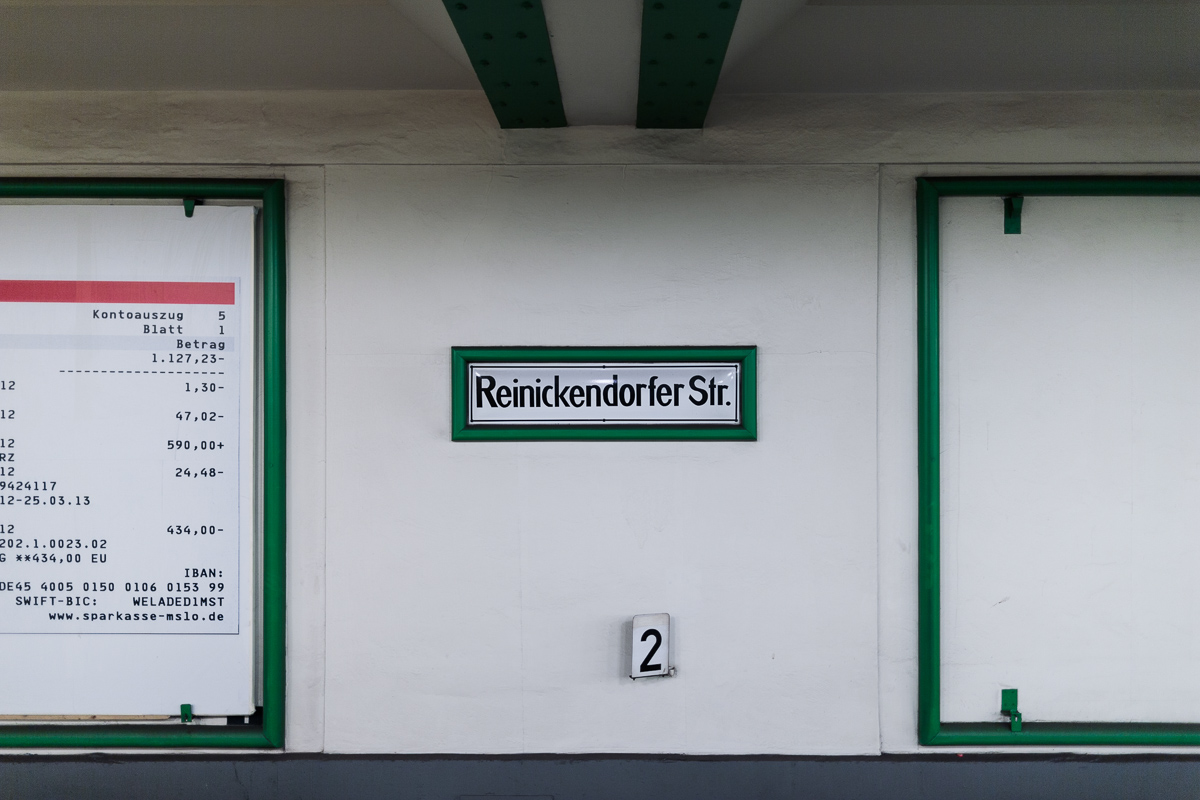 Kontoauszug 5
Blatt 1
Betrag
1.127,23-
--------------------
12 1,30-
12 47,02-
12 590,00+
RZ
12 24,48-
9424117
12-25.03.13
12 434,00-
202.1.0023.02
G **434,00 EU
IBAN:
DE45 4005 0150 0106 0153 99
SWIFT-BIC: WELADED1MST
www.sparkasse-mslo.de
Reinickendorfer Str.
2